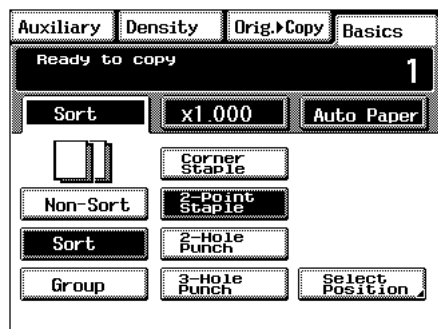 Auxiliary Density Orig.▸Copy Basics
Ready to copy
1
Sort x1.000 Auto Paper
Corner
Staple
Non-Sort
2-Point
Staple
Sort
2-Hole
Punch
Group
3-Hole
Punch
Select
Position